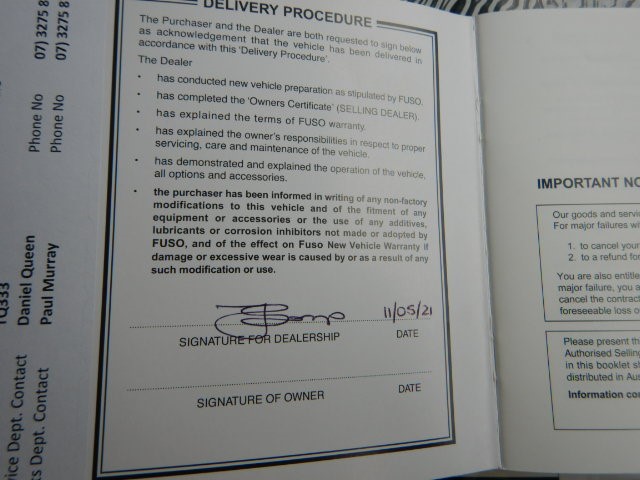 DELIVERY PROCEDURE
The Purchaser and the Dealer are both requested to sign below
as acknowledgement that the vehicle has been delivered in
accordance with this 'Delivery Procedure'.
The Dealer
• has conducted new vehicle preparation as stipulated by FUSO.
• has completed the 'Owners Certificate' (SELLING DEALER).
• has explained the terms of FUSO warranty.
• has explained the owner's responsibilities in respect to proper
servicing, care and maintenance of the vehicle.
• has demonstrated and explained the operation of the vehicle,
all options and accessories.
• the purchaser has been informed in writing of any non-factory
modifications to this vehicle and of the fitment of any
equipment or accessories or the use of any additives,
lubricants or corrosion inhibitors not made or adopted by
FUSO, and of the effect on Fuso New Vehicle Warranty if
damage or excessive wear is caused by or as a result of any
such modification or use.
11/05/21
SIGNATURE FOR DEALERSHIP DATE
SIGNATURE OF OWNER DATE
TQ333
ice Dept. Contact Daniel Queen Phone No 07) 3275 8
s Dept. Contact Paul Murray Phone No 07) 3275 8
IMPORTANT NO
Our goods and servi
For major failures wi
1. to cancel your
2. to a refund for
You are also entitle
major failure, you a
cancel the contract
foreseeable loss o
Please present th
Authorised Selling
in this booklet sh
distributed in Aus
Information con